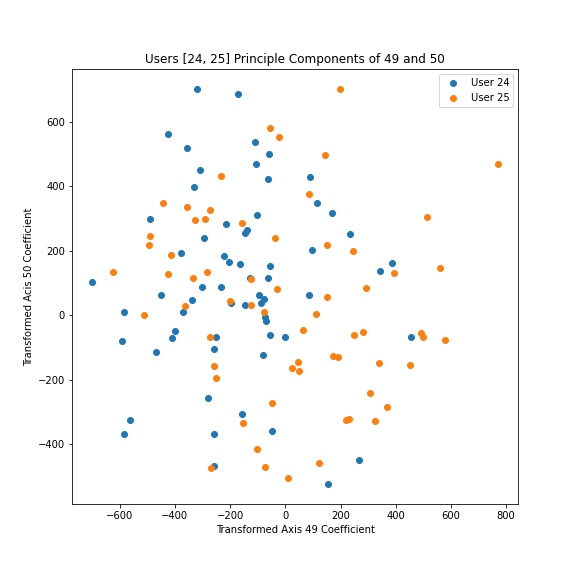 Users [24, 25] Principle Components of 49 and 50
User 24
User 25
Transformed Acis 50 Coefficient
600
400
200
0
−200
−400
−600
−400
−200
0
200
400
600
800
Transformed Axis 49 Coefficient